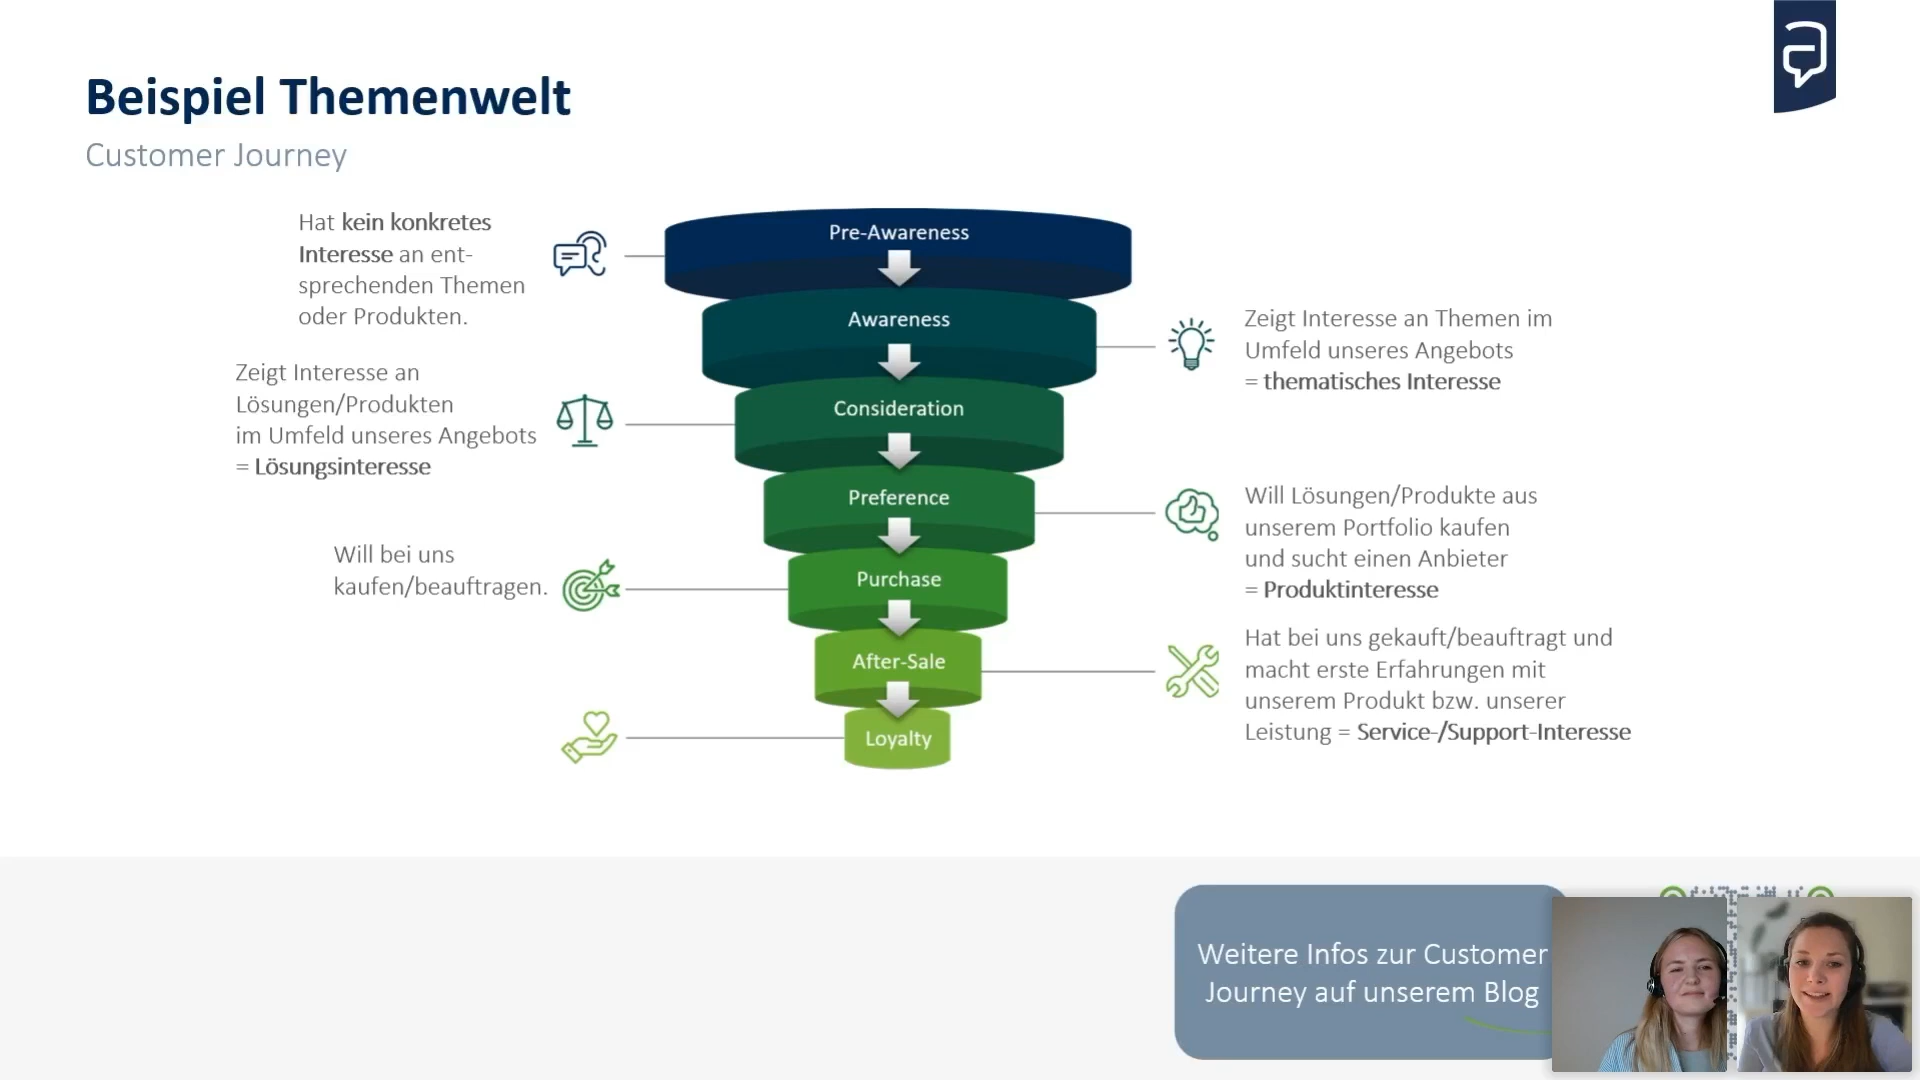 Beispiel Themenwelt
Customer Journey
Hat kein konkretes
Interesse an ent-
sprechenden Themen
oder Produkten.
Pre-Awareness
Awareness
Zeigt Interesse an Themen im
Umfeld unseres Angebots
= thematisches Interesse
Zeigt Interesse an
Lösungen/Produkten
im Umfeld unseres Angebots
= Lösungsinteresse
Consideration
Preference
Will Lösungen/Produkte aus
unserem Portfolio kaufen
und sucht einen Anbieter
= Produktinteresse
Will bei uns
kaufen/beauftragen.
Purchase
After-Sale
Hat bei uns gekauft/beauftragt und
macht erste Erfahrungen mit
unserem Produkt bzw. unserer
Leistung = Service-/Support-Interesse
Loyalty
Weitere Infos zur Customer
Journey auf unserem Blog